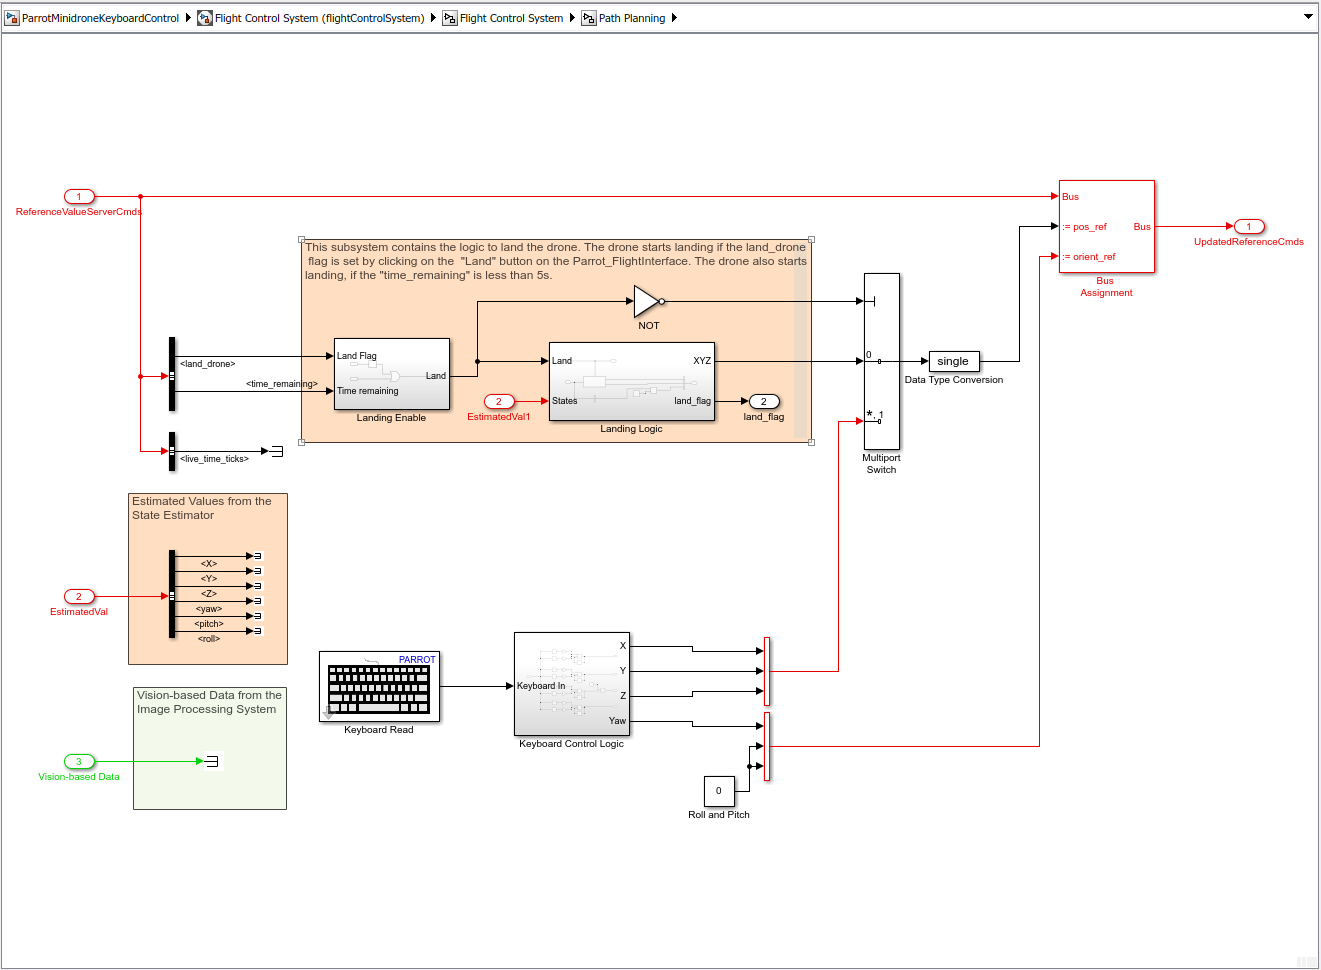 ParrotMinidroneKeyboardControl
Flight Control System (flightControlSystem)
Flight Control System
Path Planning
1
ReferenceValueServerCmds
Bus
:= pos_ref
Bus
:= orient_ref
Bus
Assignment
1
UpdatedReferenceCmds
This subsystem contains the logic to land the drone. The drone starts landing if the land_drone
flag is set by clicking on the "Land" button on the Parrot_FlightInterface. The drone also starts
landing, if the "time_remaining" is less than 5s.
NOT
<land_drone>
<time_remaining>
Land Flag
Land
Time remaining
Landing Enable
Land
XYZ
States
land_flag
Landing Logic
2
EstimatedVal1
2
land_flag
0
*, 1
Multiport
Switch
single
Data Type Conversion
<live_time_ticks>
Estimated Values from the
State Estimator
<X>
<Y>
<Z>
<yaw>
<pitch>
<roll>
2
EstimatedVal
Vision-based Data from the
Image Processing System
3
Vision-based Data
PARROT
Keyboard Read
Keyboard In
X
Y
Z
Yaw
Keyboard Control Logic
0
Roll and Pitch